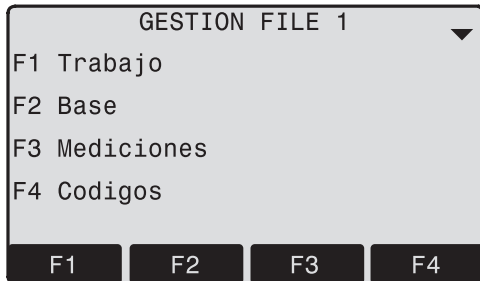 GESTION FILE 1
F1 Trabajo
F2 Base
F3 Mediciones
F4 Codigos
F1 F2 F3 F4